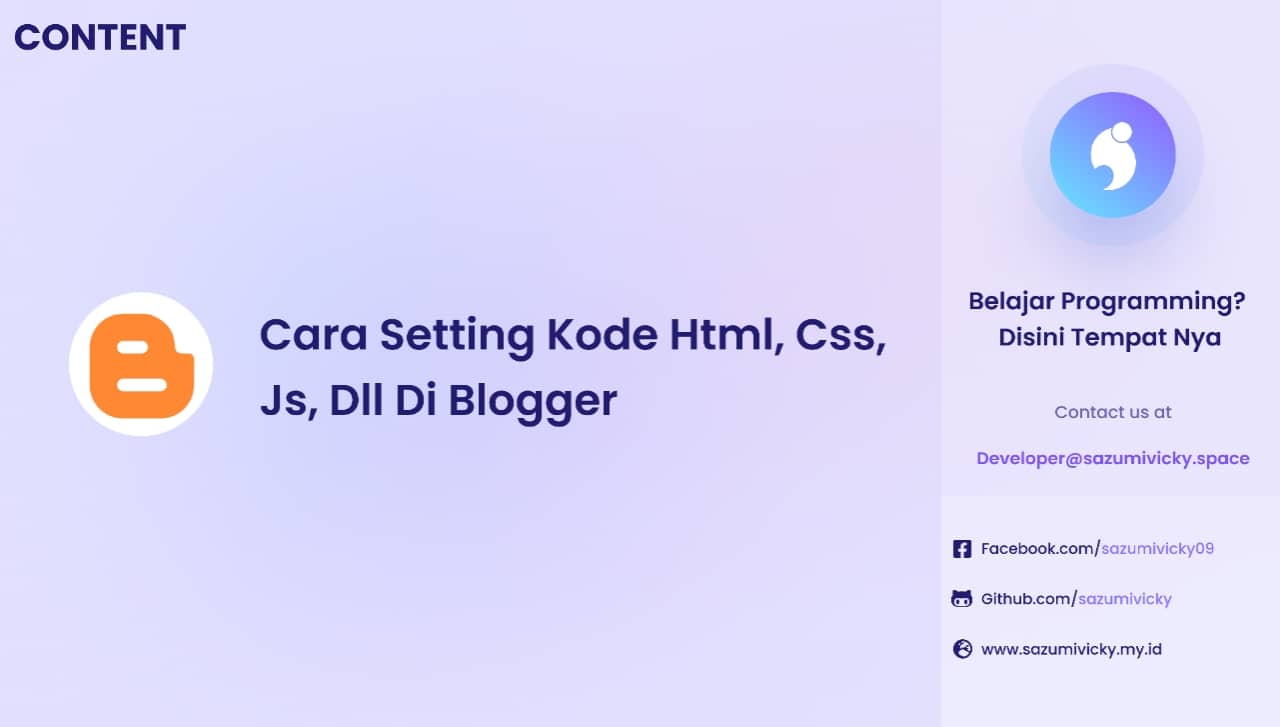 CONTENT
Cara Setting Kode Html, Css,
Js, Dll Di Blogger
Belajar Programming?
Disini Tempat Nya
Contact us at
Developer@sazumivicky.space
Facebook.com/sazumivicky09
Github.com/sazumivicky
www.sazumivicky.my.id